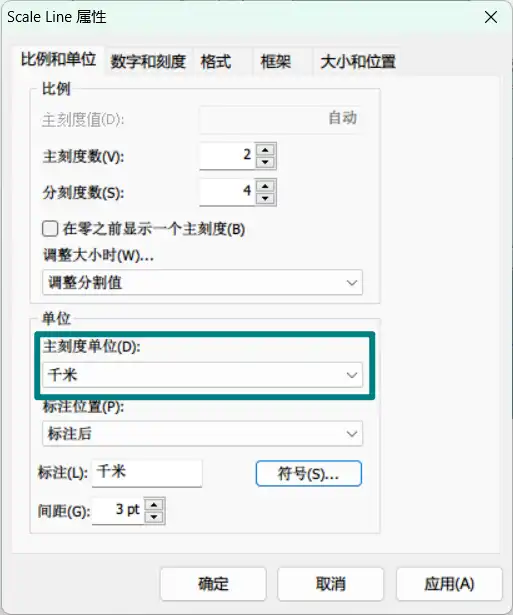 Scale Line 属性
比例和单位 数字和刻度 格式 框架 大小和位置
比例
主刻度值(D): 自动
主刻度数(V): 2
分刻度数(S): 4
在零之前显示一个主刻度(B)
调整大小时(W)...
调整分割值
单位
主刻度单位(D):
千米
标注位置(P):
标注后
标注(L): 千米 符号(S)...
间距(G): 3 pt
确定 取消 应用(A)